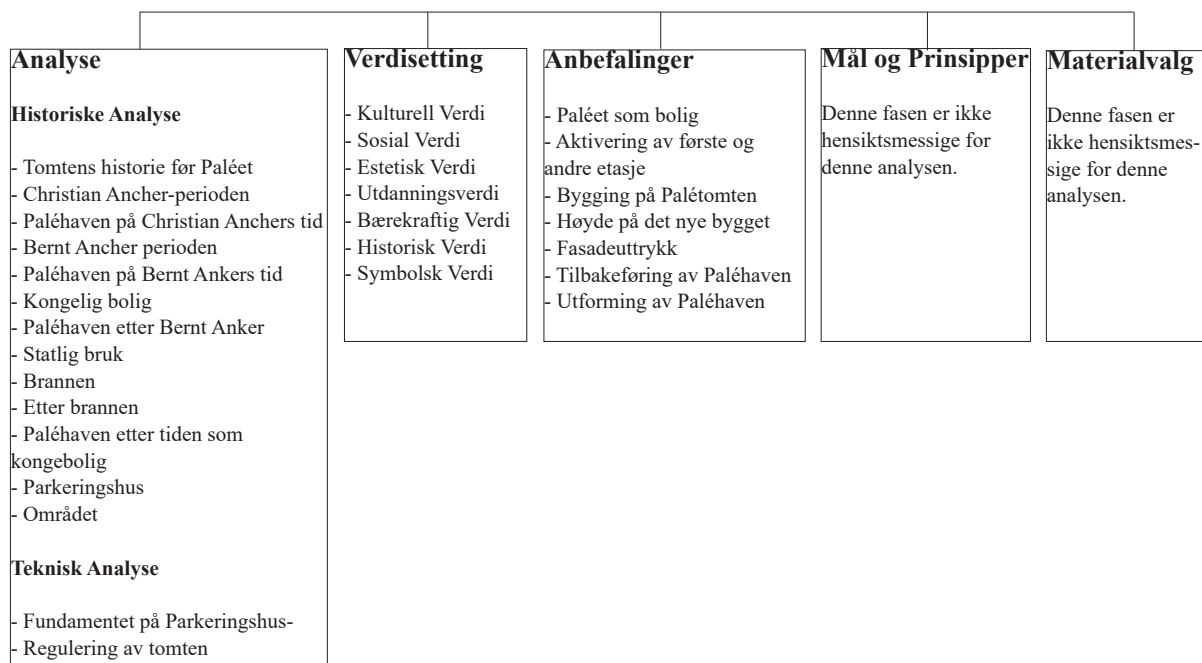 Analyse
Historiske Analyse
- Tomtens historie før Paléet
- Christian Ancher-perioden
- Paléhaven på Christian Anchers tid
- Bernt Ancher perioden
- Paléhaven på Bernt Ankers tid
- Kongelig bolig
- Paléhaven etter Bernt Anker
- Statlig bruk
- Brannen
- Etter brannen
- Paléhaven etter tiden som
kongebolig
- Parkeringshus
- Området
Teknisk Analyse
- Fundamentet på Parkeringshus-
- Regulering av tomten
Verdisetting
- Kulturell Verdi
- Sosial Verdi
- Estetisk Verdi
- Utdanningsverdi
- Bærekraftig Verdi
- Historisk Verdi
- Symbolsk Verdi
Anbefalinger
- Paléet som bolig
- Aktivering av første og
andre etasje
- Bygging på Palétomten
- Høyde på det nye bygget
- Fasadeuttrykk
- Tilbakeføring av Paléhaven
- Utforming av Paléhaven
Mål og Prinsipper
Denne fasen er ikke
hensiktsmessige for
denne analysen.
Materialvalg
Denne fasen er
ikke hensiktsmes-
sige for denne
analysen.